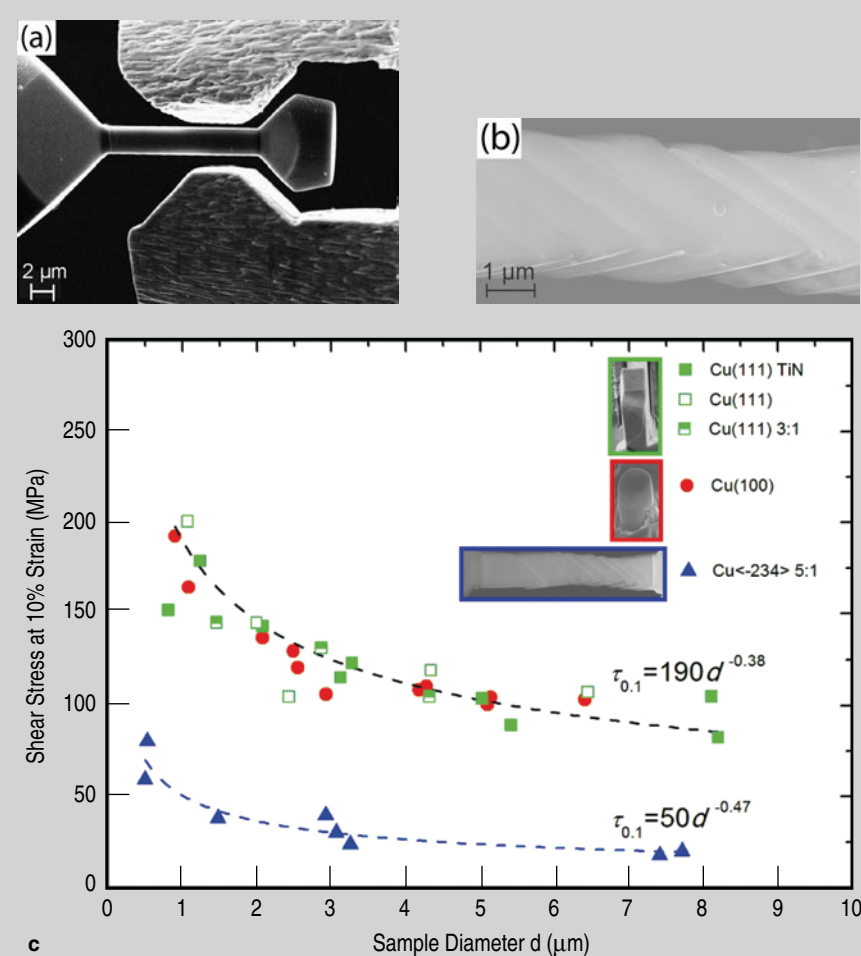 (a)
2 µm
(b)
1 µm
300
250
200
150
100
50
0
0 1 2 3 4 5 6 7 8 9 10
Shear Stress at 10% Strain (MPa)
Sample Diameter d (µm)
Cu(111) TiN
Cu(111)
Cu(111) 3:1
Cu(100)
Cu<-234> 5:1
τ0.1=190d -0.38
τ0.1=50d -0.47
c